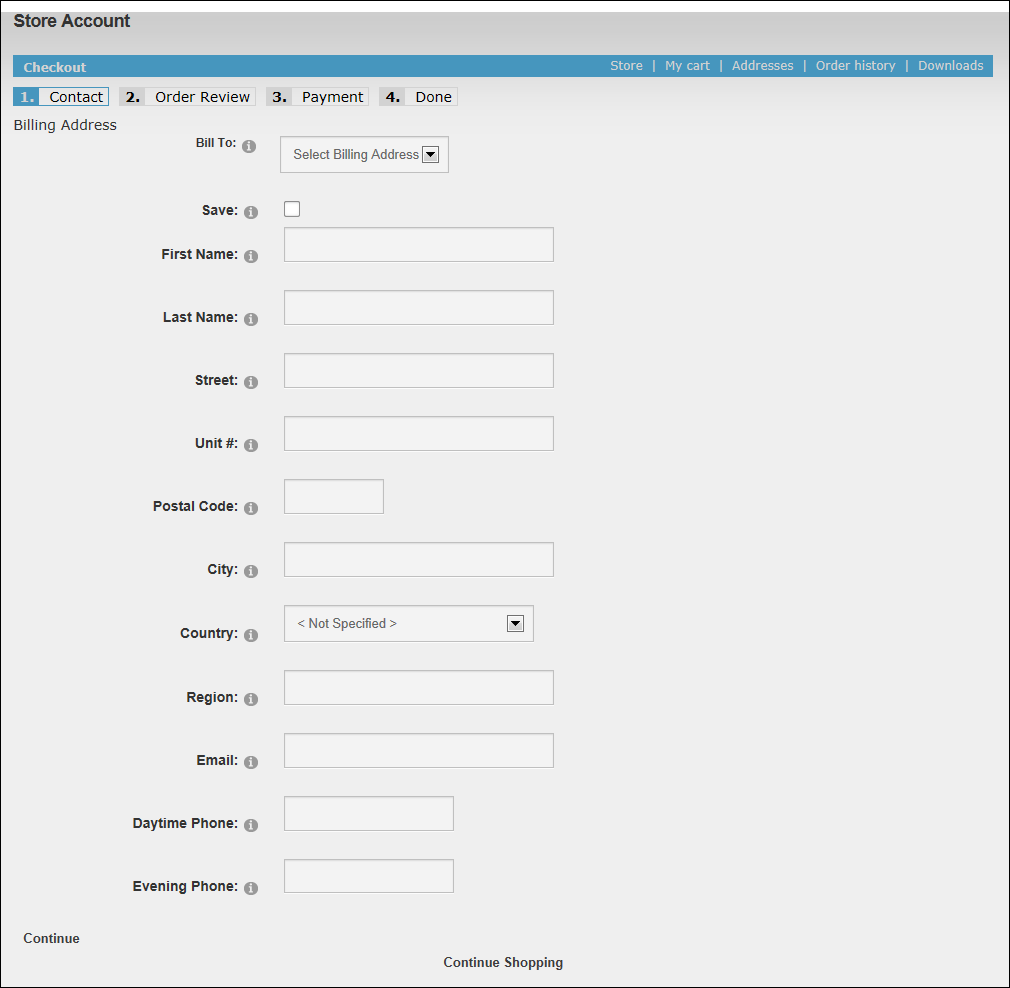 Store Account
Checkout
Store | My cart | Addresses | Order history | Downloads
1. Contact 2. Order Review 3. Payment 4. Done
Billing Address
Bill To: Select Billing Address
Save:
First Name:
Last Name:
Street:
Unit #:
Postal Code:
City:
Country: < Not Specified >
Region:
Email:
Daytime Phone:
Evening Phone:
Continue
Continue Shopping